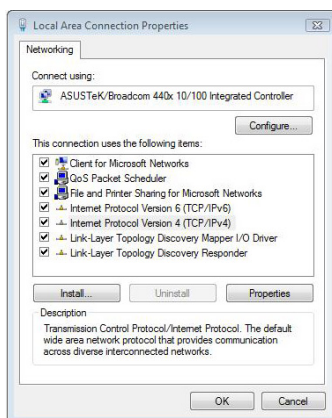 Local Area Connection Properties
Networking
Connect using:
ASUSTeK/Broadcom 440x 10/100 Integrated Controller
Configure...
This connection uses the following items:
Client for Microsoft Networks
QoS Packet Scheduler
File and Printer Sharing for Microsoft Networks
Internet Protocol Version 6 (TCP/IPv6)
Internet Protocol Version 4 (TCP/IPv4)
Link-Layer Topology Discovery Mapper I/O Driver
Link-Layer Topology Discovery Responder
Install... Uninstall Properties
Description
Transmission Control Protocol/Internet Protocol. The default
wide area network protocol that provides communication
across diverse interconnected networks.
OK Cancel